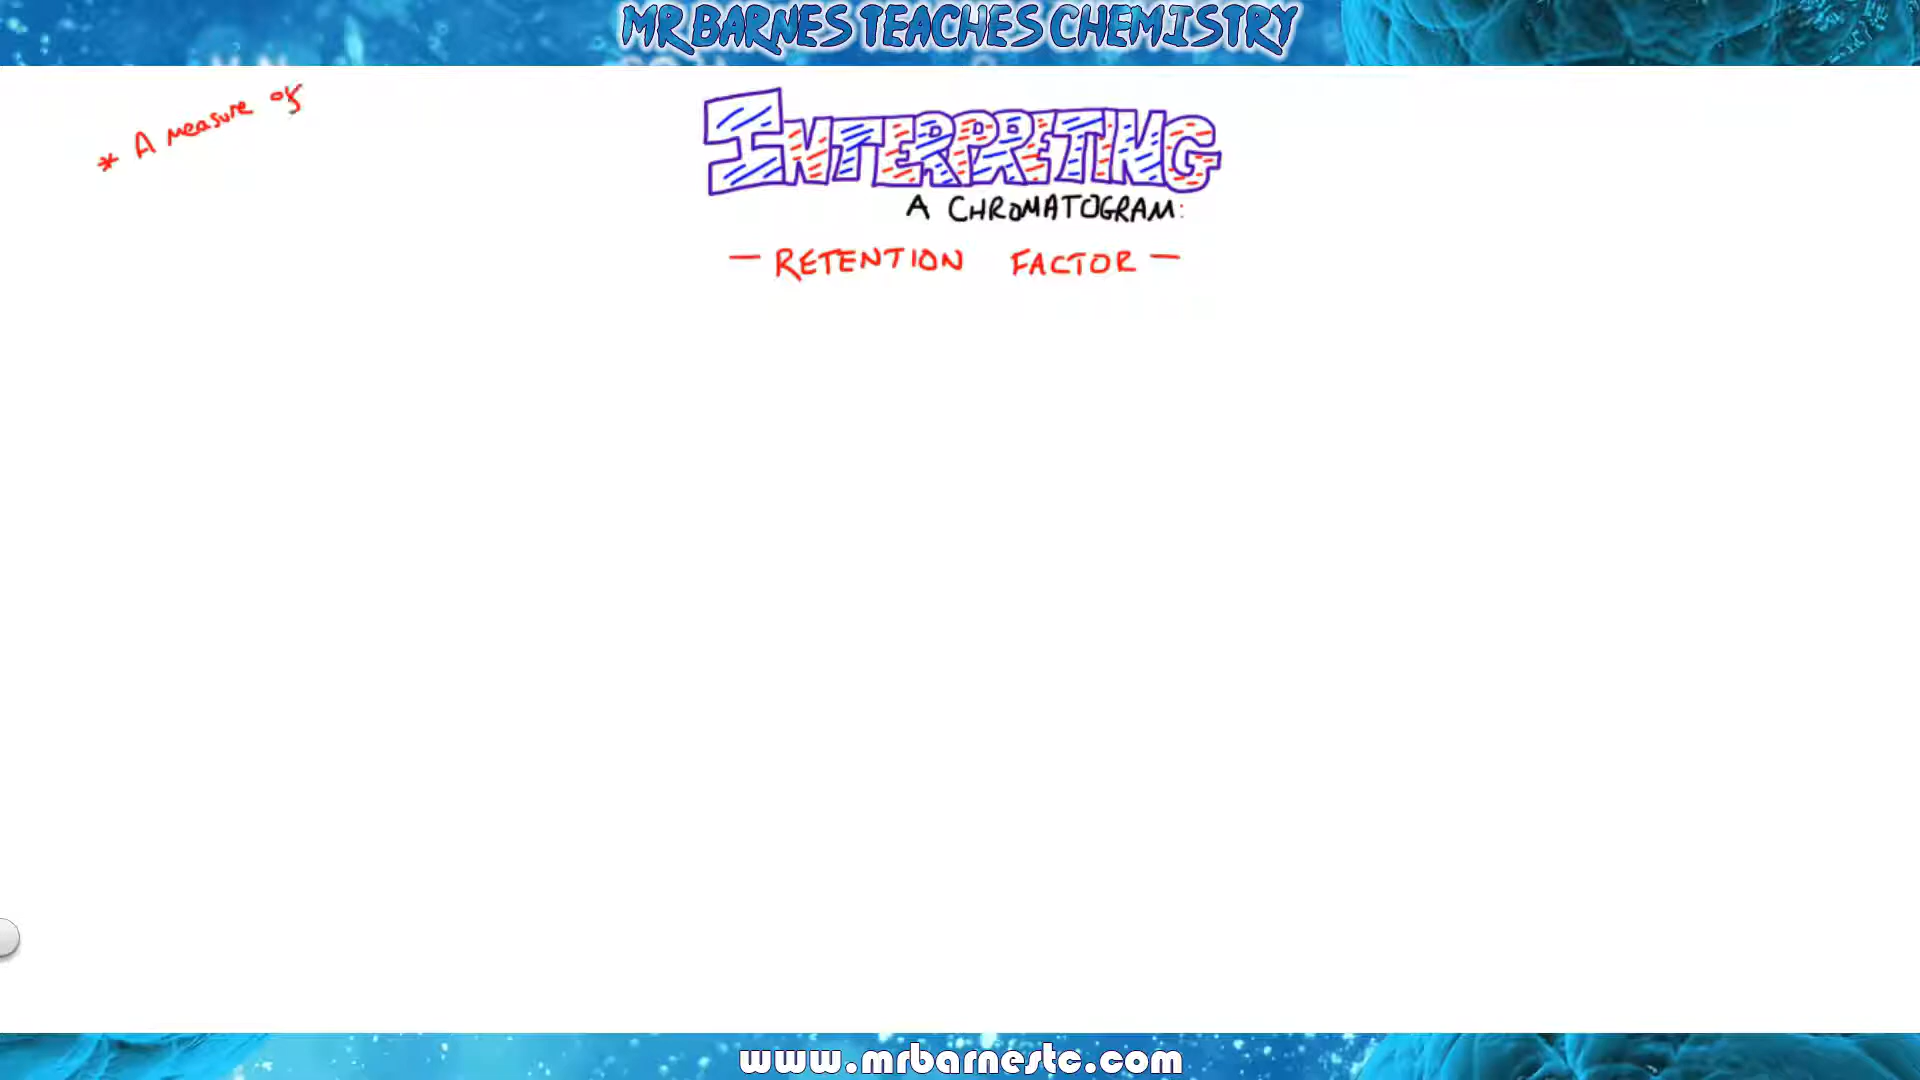 MR BARNES TEACHES CHEMISTRY
* A measure of
INTERPRETING
A CHROMATOGRAM:
- RETENTION FACTOR -
www.mrbarnestc.com